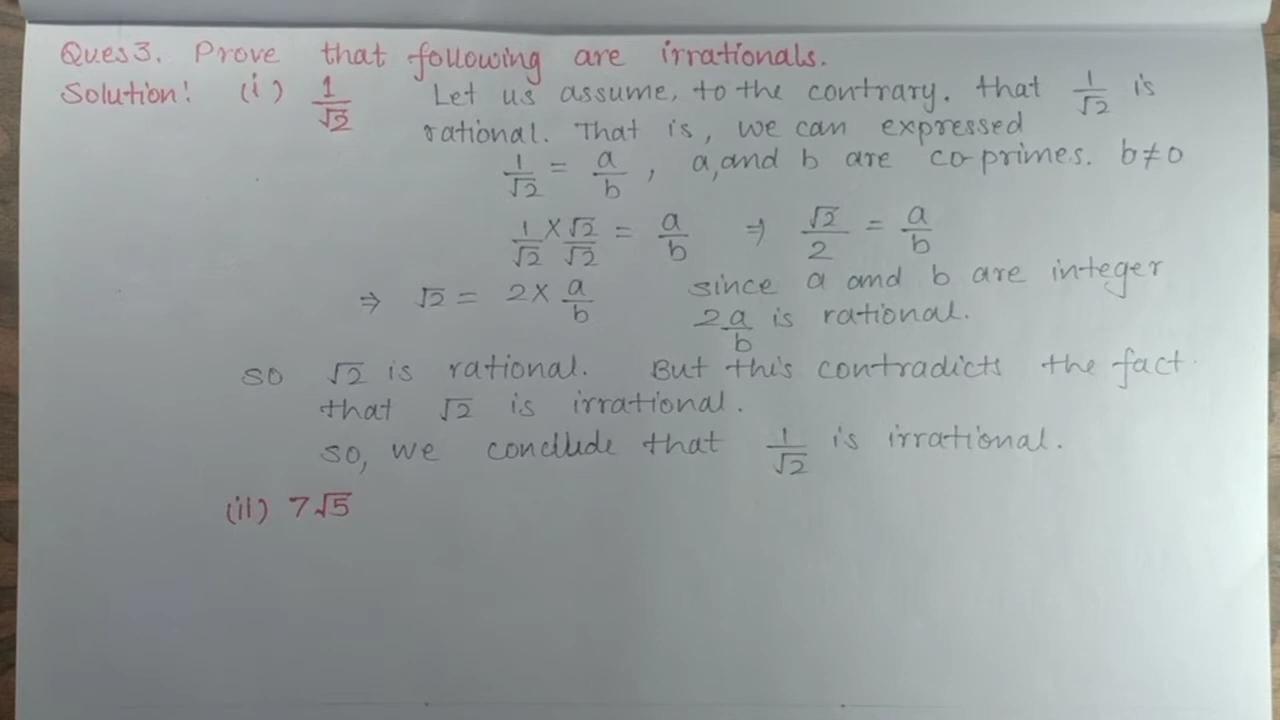 Ques 3. Prove that following are irrationals.
Solution: (i) 1/√2 Let us assume, to the contrary. that 1/√2 is
rational. That is, we can expressed
1/√2 = a/b , a, and b are co-primes. b≠0
1/√2 × √2/√2 = a/b ⇒ √2/2 = a/b
⇒ √2 = 2× a/b since a and b are integer
2a/b is rational.
so √2 is rational. But this contradicts the fact
that √2 is irrational.
so, we conclude that 1/√2 is irrational.
(ii) 7√5